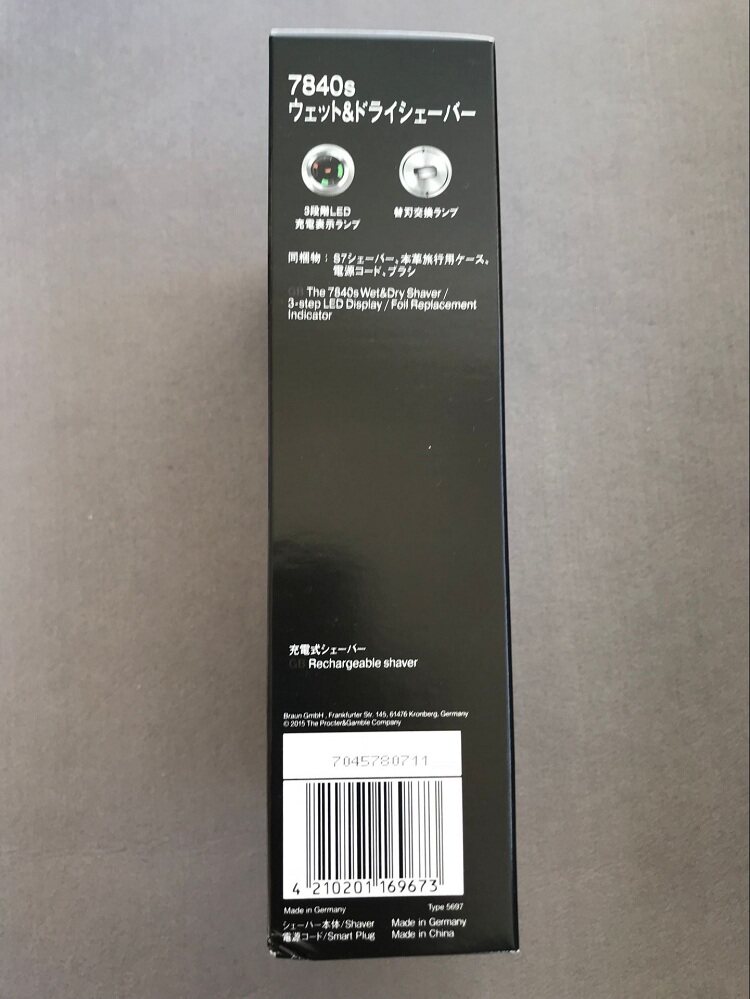 7840s
ウェット&ドライシェーバー
3段階LED
充電表示ランプ
替刃交換ランプ
同梱物：S7シェーバー、本革旅行用ケース、
電源コード、ブラシ
GB The 7840s Wet&Dry Shaver /
3-step LED Display / Foil Replacement
Indicator
充電式シェーバー
GB Rechargeable shaver
Braun GmbH, Frankfurter Str. 145, 61476 Kronberg, Germany
© 2015 The Procter&Gamble Company
7045780711
4 210201 169673
Made in Germany Type 5697
シェーバー本体/Shaver Made in Germany
電源コード/Smart Plug Made in China